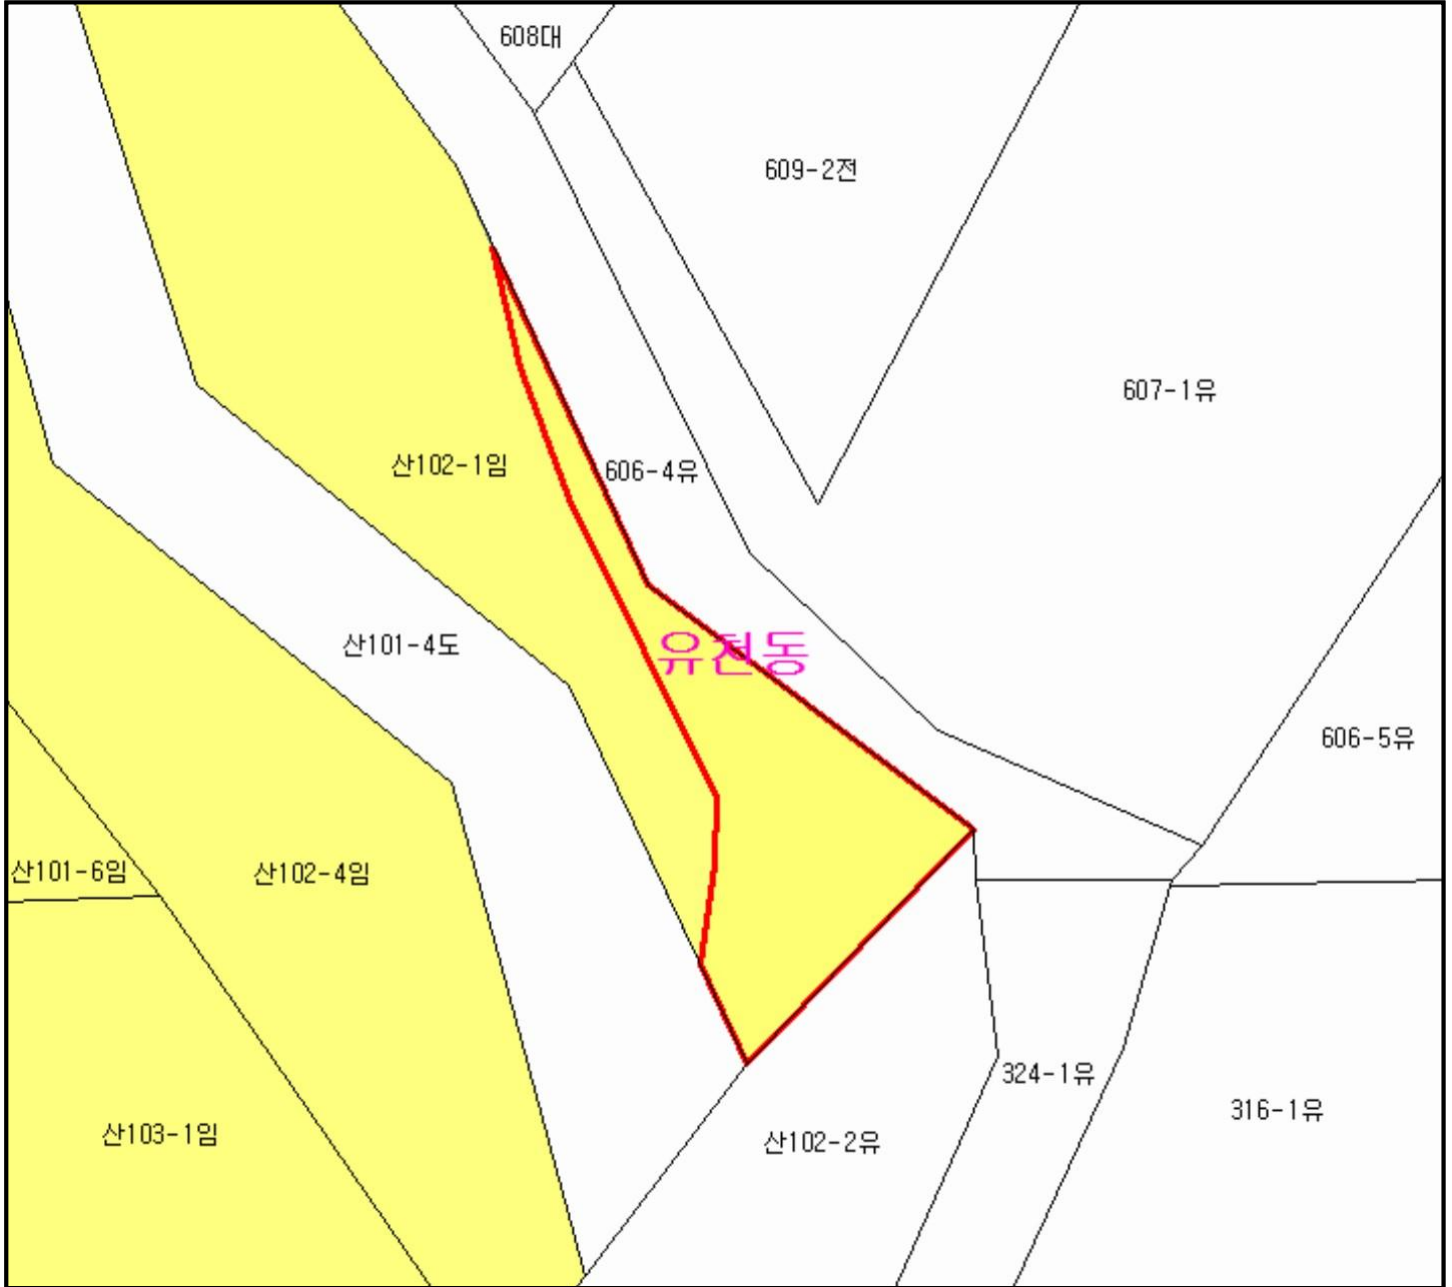 608대
609-2전
607-1유
산102-1임
606-4유
산101-4도
유천동
606-5유
산101-6임
산102-4임
324-1유
316-1유
산103-1임
산102-2유